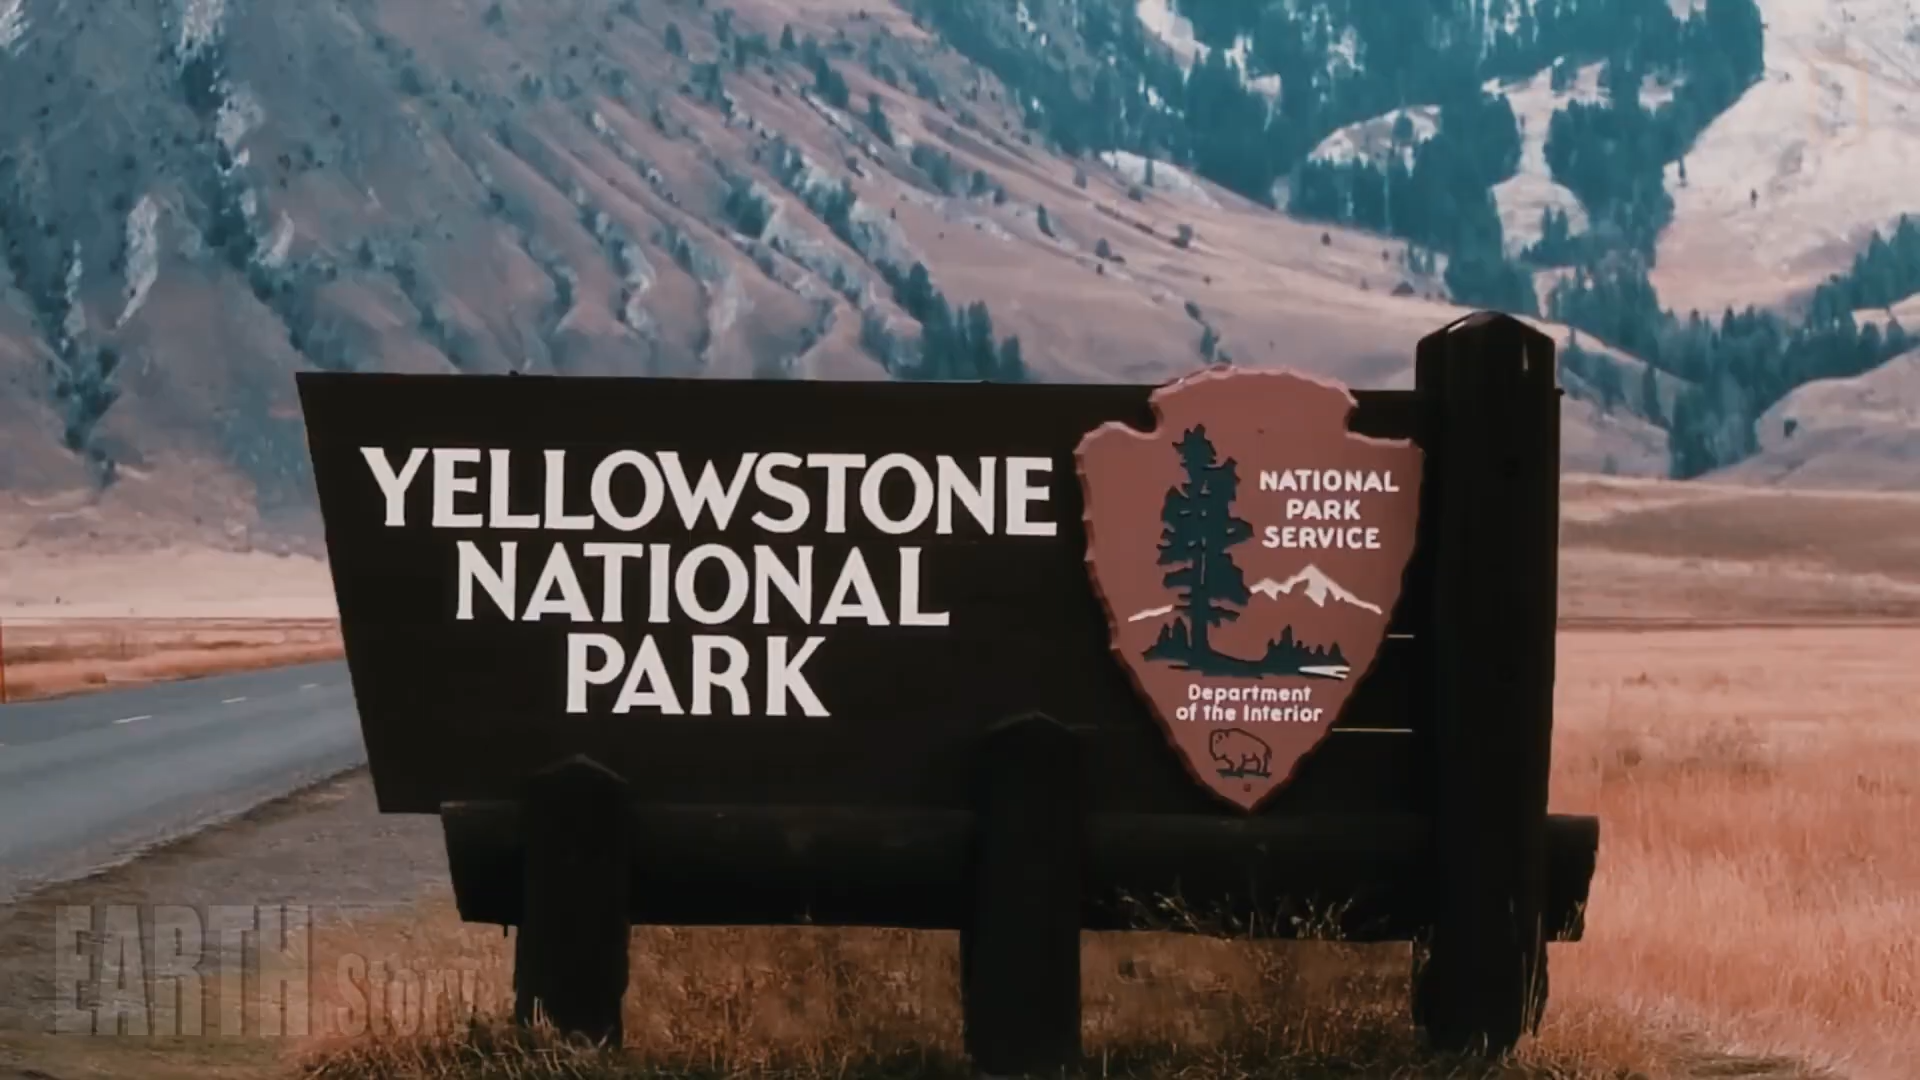 YELLOWSTONE
NATIONAL
PARK
NATIONAL
PARK
SERVICE
Department
of the Interior
EARTH Story